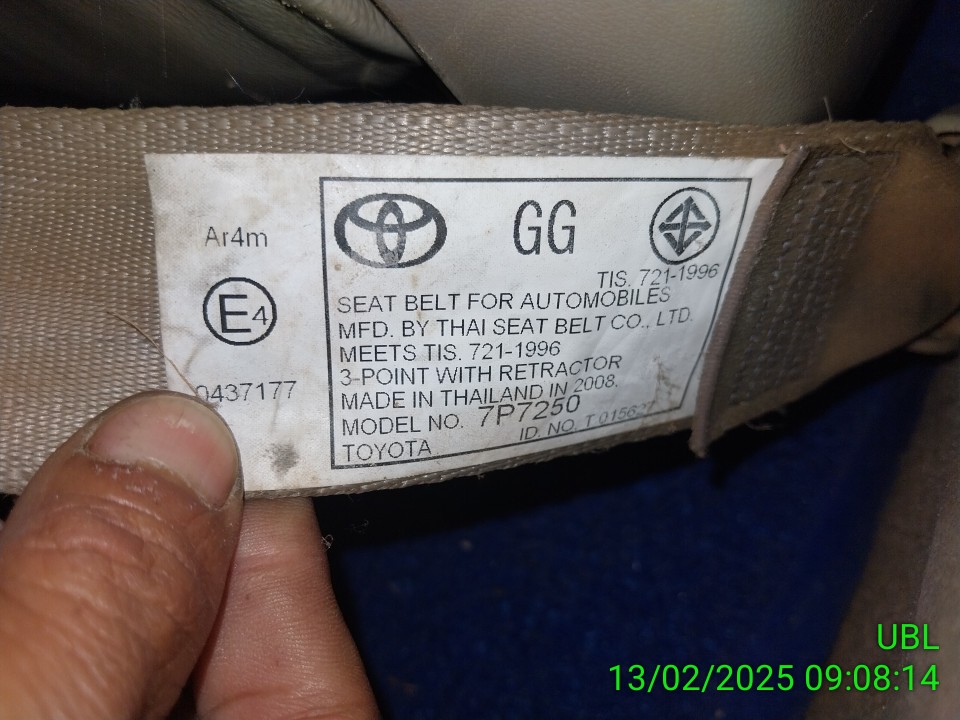 Ar4m
E4
0437177
GG
TIS. 721-1996
SEAT BELT FOR AUTOMOBILES
MFD. BY THAI SEAT BELT CO., LTD.
MEETS TIS. 721-1996
3-POINT WITH RETRACTOR
MADE IN THAILAND IN 2008.
MODEL NO. 7P7250
TOYOTA
ID. NO.
UBL
13/02/2025 09:08:14